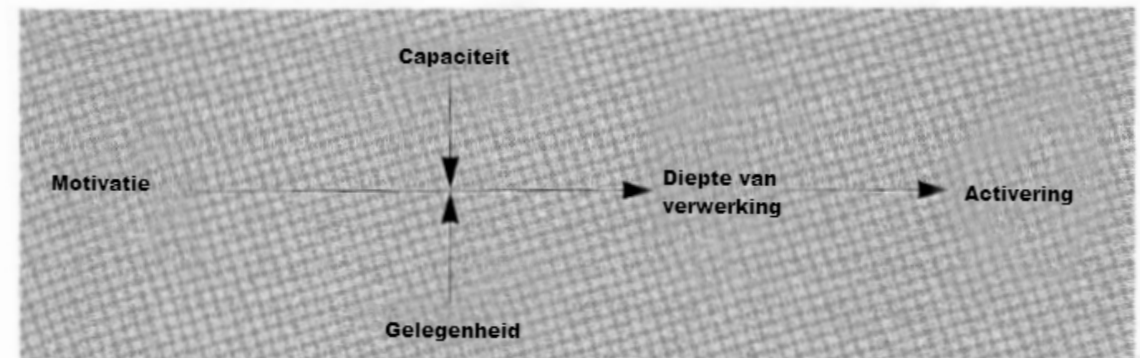 Capaciteit
Motivatie
Diepte van
verwerking
Activering
Gelegenheid